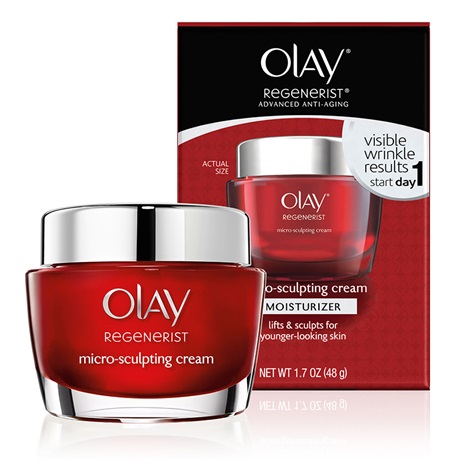 OLAY®
REGENERIST®
ADVANCED ANTI-AGING
visible
wrinkle
results
start day 1
ACTUAL
SIZE
OLAY
REGENERIST
micro-sculpting cream
sculpting cream
MOISTURIZER
lifts & sculpts for
younger-looking skin
NET WT 1.7 OZ (48 g)
OLAY
REGENERIST
micro-sculpting cream